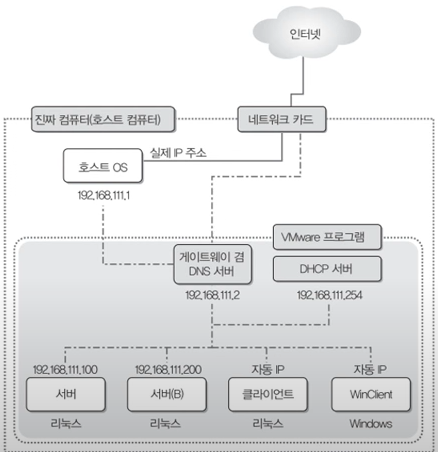 인터넷
진짜 컴퓨터(호스트 컴퓨터)
네트워크 카드
실제 IP 주소
호스트 OS
192.168.111.1
VMware 프로그램
게이트웨이 겸
DNS 서버
DHCP 서버
192.168.111.2
192.168.111.254
192.168.111.100
192.168.111.200
자동 IP
자동 IP
서버
서버(B)
클라이언트
WinClient
리눅스
리눅스
리눅스
Windows